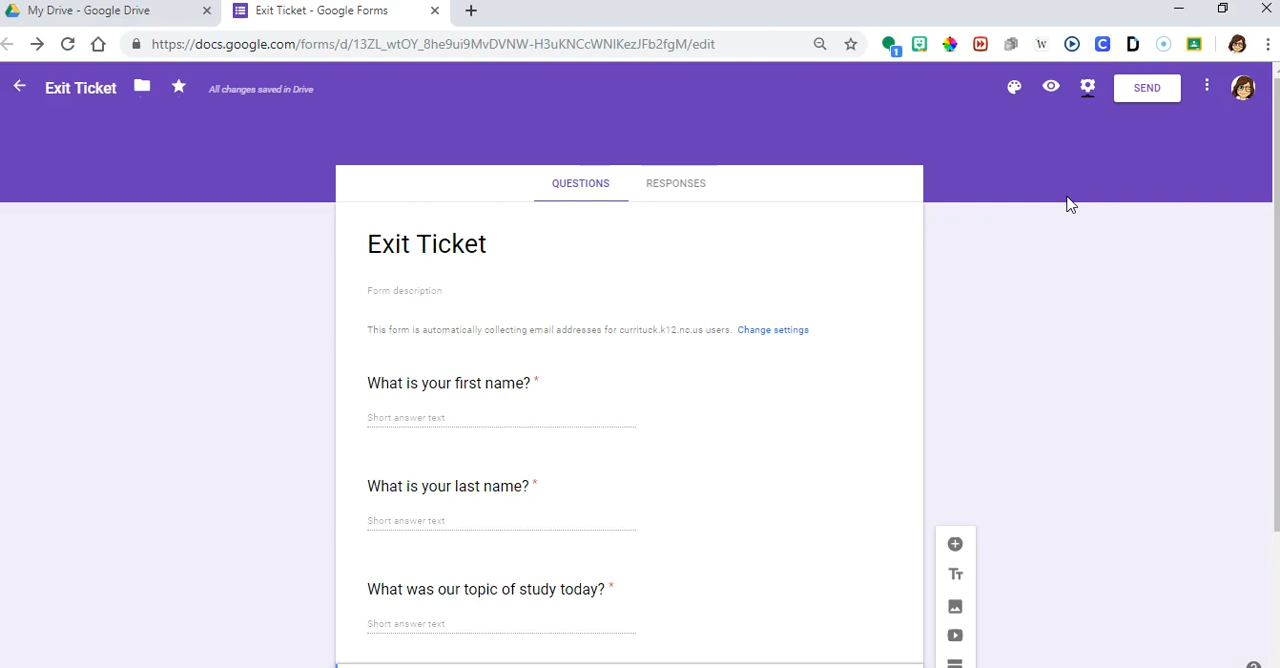 My Drive - Google Drive
Exit Ticket - Google Forms
https://docs.google.com/forms/d/13ZL_wtOY_8he9ui9MvDVNW-H3uKNCcWNIKezJFb2fgM/edit
1
W
C
D
Exit Ticket
All changes saved in Drive
SEND
QUESTIONS RESPONSES
Exit Ticket
Form description
This form is automatically collecting email addresses for currituck.k12.nc.us users. Change settings
What is your first name? *
Short answer text
What is your last name? *
Short answer text
What was our topic of study today? *
Short answer text
Tт